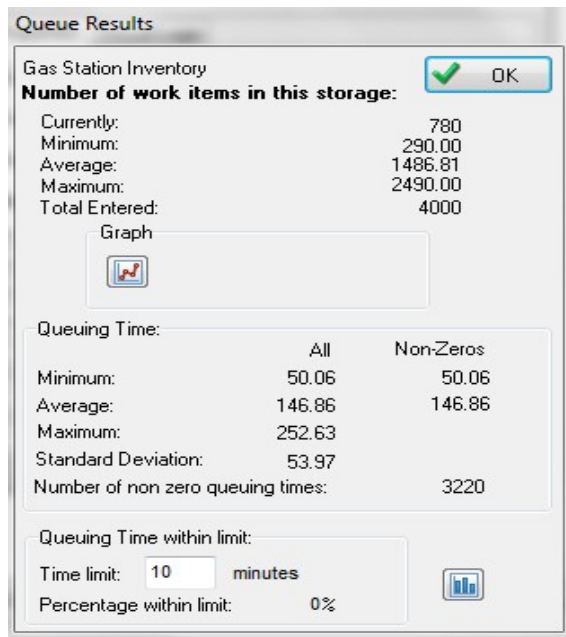 Queue Results
Gas Station Inventory
OK
Number of work items in this storage:
Currently: 780
Minimum: 290.00
Average: 1486.81
Maximum: 2490.00
Total Entered: 4000
Graph
Queuing Time:
All Non-Zeros
Minimum: 50.06 50.06
Average: 146.86 146.86
Maximum: 252.63
Standard Deviation: 53.97
Number of non zero queuing times: 3220
Queuing Time within limit:
Time limit: 10 minutes
Percentage within limit: 0%